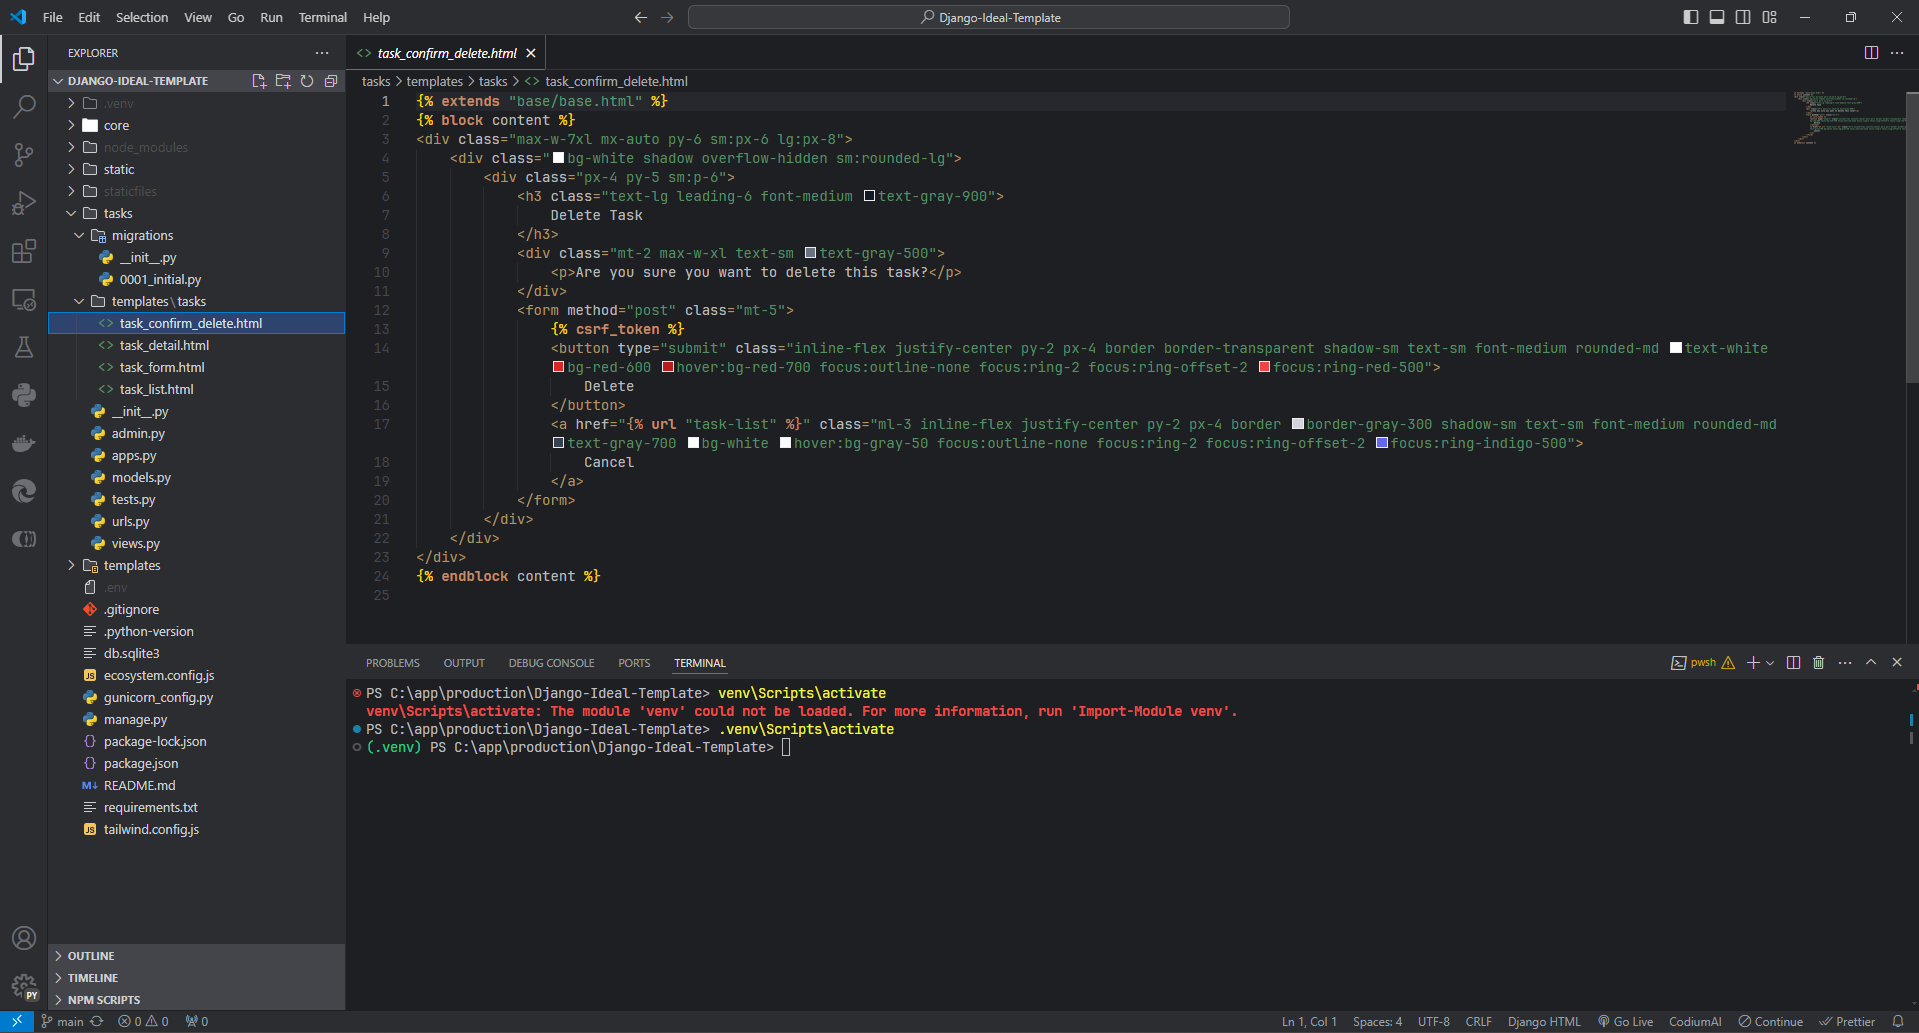 File Edit Selection View Go Run Terminal Help
Django-Ideal-Template
EXPLORER
DJANGO-IDEAL-TEMPLATE
.venv
core
node_modules
static
staticfiles
tasks
migrations
__init__.py
0001_initial.py
templates\tasks
task_confirm_delete.html
task_detail.html
task_form.html
task_list.html
__init__.py
admin.py
apps.py
models.py
tests.py
urls.py
views.py
templates
.env
.gitignore
.python-version
db.sqlite3
ecosystem.config.js
gunicorn_config.py
manage.py
package-lock.json
package.json
README.md
requirements.txt
tailwind.config.js
OUTLINE
TIMELINE
NPM SCRIPTS
task_confirm_delete.html
tasks > templates > tasks > <> task_confirm_delete.html
1 {% extends "base/base.html" %}
2 {% block content %}
3 <div class="max-w-7xl mx-auto py-6 sm:px-6 lg:px-8">
4 <div class="bg-white shadow overflow-hidden sm:rounded-lg">
5 <div class="px-4 py-5 sm:p-6">
6 <h3 class="text-lg leading-6 font-medium text-gray-900">
7 Delete Task
8 </h3>
9 <div class="mt-2 max-w-xl text-sm text-gray-500">
10 <p>Are you sure you want to delete this task?</p>
11 </div>
12 <form method="post" class="mt-5">
13 {% csrf_token %}
14 <button type="submit" class="inline-flex justify-center py-2 px-4 border border-transparent shadow-sm text-sm font-medium rounded-md text-white
bg-red-600 hover:bg-red-700 focus:outline-none focus:ring-2 focus:ring-offset-2 focus:ring-red-500">
15 Delete
16 </button>
17 <a href="{% url "task-list" %}" class="ml-3 inline-flex justify-center py-2 px-4 border border-gray-300 shadow-sm text-sm font-medium rounded-md
text-gray-700 bg-white hover:bg-gray-50 focus:outline-none focus:ring-2 focus:ring-offset-2 focus:ring-indigo-500">
18 Cancel
19 </a>
20 </form>
21 </div>
22 </div>
23 </div>
24 {% endblock content %}
25
PROBLEMS OUTPUT DEBUG CONSOLE PORTS TERMINAL
pwsh
PS C:\app\production\Django-Ideal-Template> venv\Scripts\activate
venv\Scripts\activate: The module 'venv' could not be loaded. For more information, run 'Import-Module venv'.
PS C:\app\production\Django-Ideal-Template> .venv\Scripts\activate
(.venv) PS C:\app\production\Django-Ideal-Template>
PY
main 0 0 0
Ln 1, Col 1 Spaces: 4 UTF-8 CRLF Django HTML Go Live CodiumAI Continue Prettier